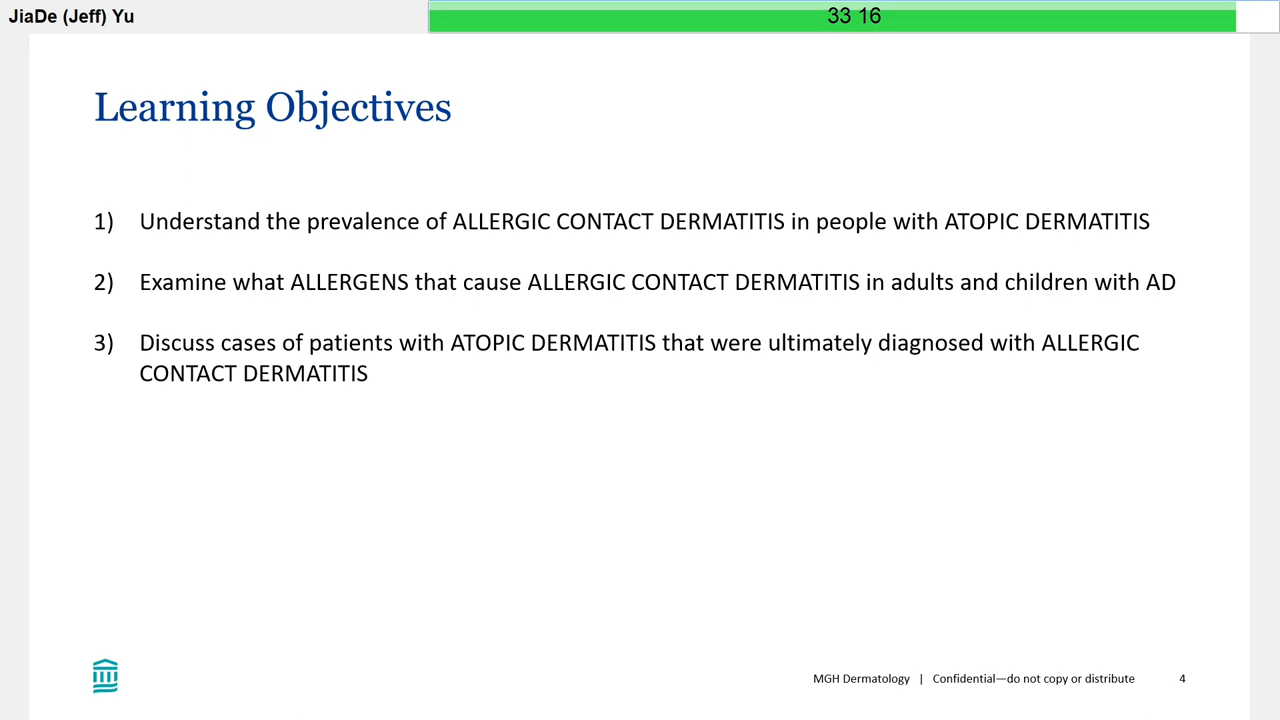 JiaDe (Jeff) Yu
33 16
Learning Objectives
1) Understand the prevalence of ALLERGIC CONTACT DERMATITIS in people with ATOPIC DERMATITIS
2) Examine what ALLERGENS that cause ALLERGIC CONTACT DERMATITIS in adults and children with AD
3) Discuss cases of patients with ATOPIC DERMATITIS that were ultimately diagnosed with ALLERGIC
CONTACT DERMATITIS
MGH Dermatology | Confidential—do not copy or distribute 4